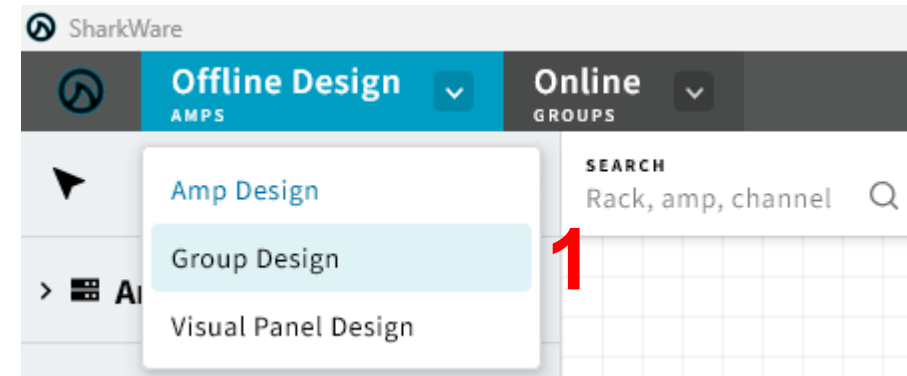 SharkWare
Offline Design
AMPS
Online
GROUPS
SEARCH
Rack, amp, channel
Amp Design
Group Design
1
Visual Panel Design